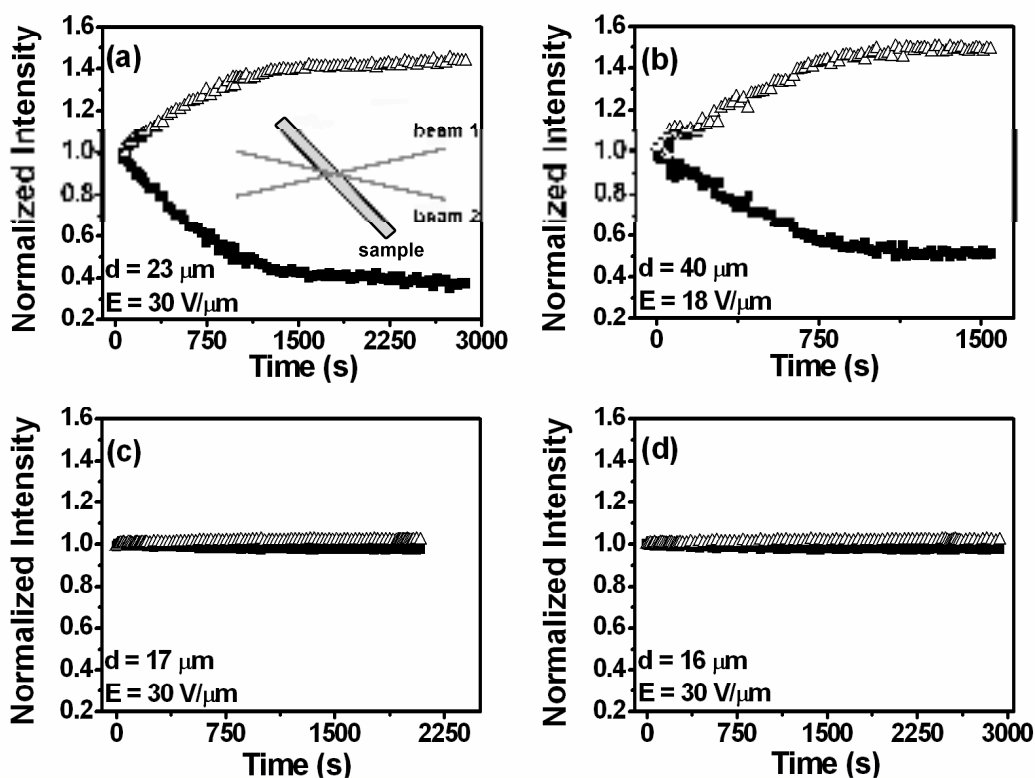 (a)
1.6
1.4
1.2
1.0
0.8
0.6
0.4
0.2
Normalized Intensity
beam 1
beam 2
sample
d = 23 μm
E = 30 V/μm
0 750 1500 2250 3000
Time (s)
(b)
1.6
1.4
1.2
1.0
0.8
0.6
0.4
0.2
Normalized Intensity
d = 40 μm
E = 18 V/μm
0 750 1500
Time (s)
(c)
1.6
1.4
1.2
1.0
0.8
0.6
0.4
0.2
Normalized Intensity
d = 17 μm
E = 30 V/μm
0 750 1500 2250
Time (s)
(d)
1.6
1.4
1.2
1.0
0.8
0.6
0.4
0.2
Normalized Intensity
d = 16 μm
E = 30 V/μm
0 750 1500 2250 3000
Time (s)